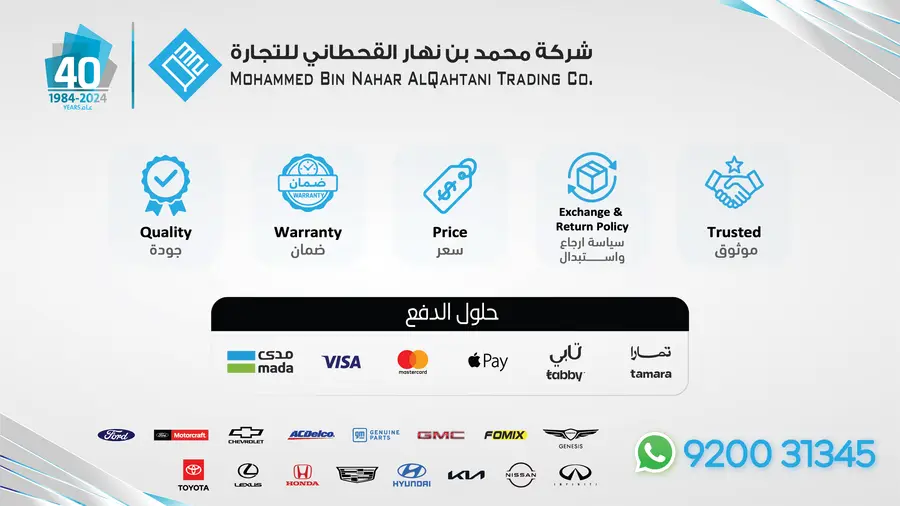 شركة محمد بن نهار القحطاني للتجارة
MOHAMMED BIN NAHAR ALQAHTANI TRADING CO.
40
1984-2024
YEARS عـام
Quality
جودة
ضمان
WARRANTY
Warranty
ضمان
Price
سعر
Exchange &
Return Policy
سياسة ارجاع
واســـتبدال
Trusted
موثوق
حلول الدفع
مدى
mada
VISA
mastercard
Pay
تابي
tabby
تمارا
tamara
Ford
Motorcraft
CHEVROLET
ACDelco
gm GENUINE
PARTS
GMC
FOMIX
GENESIS
9200 31345
TOYOTA
LEXUS
HONDA
HYUNDAI
KIA
NISSAN
INFINITI